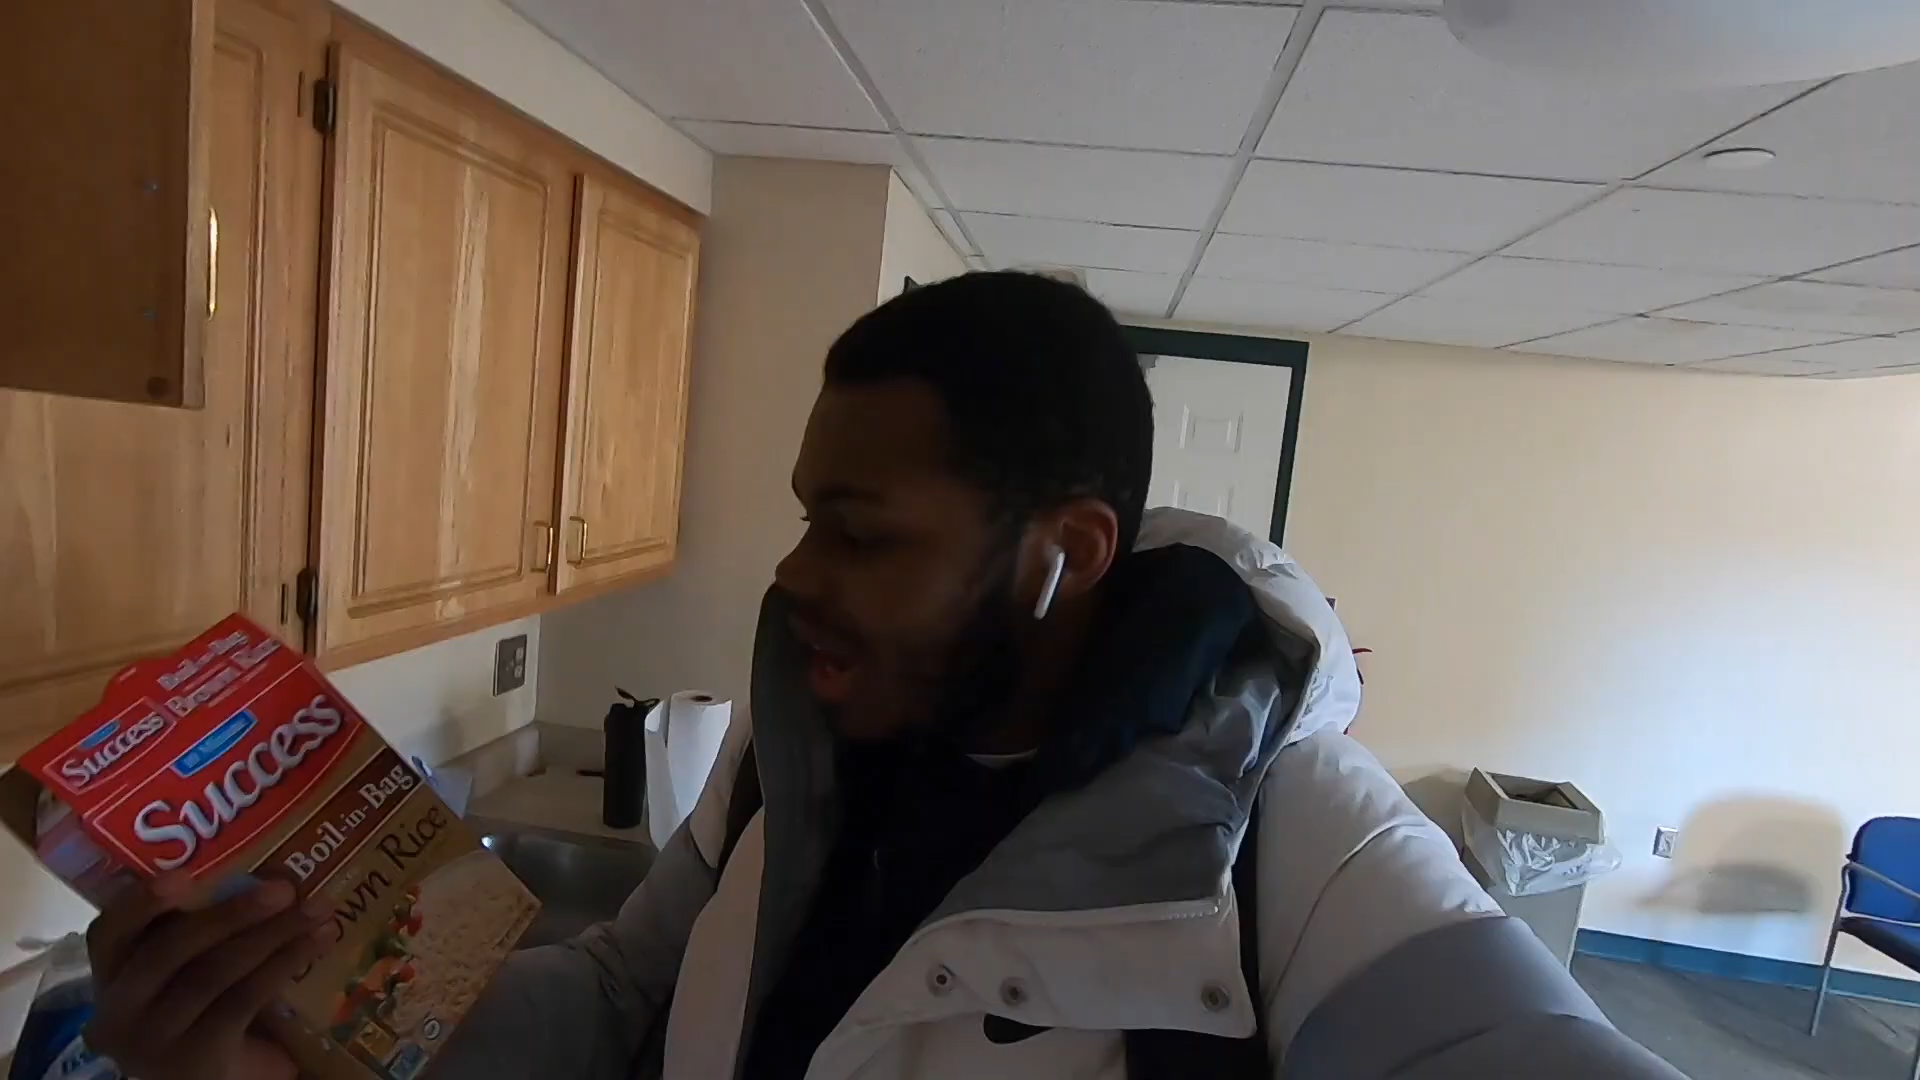 Boil-in-Bag
Brown Rice
Success
Success
Boil-in-Bag
Brown Rice